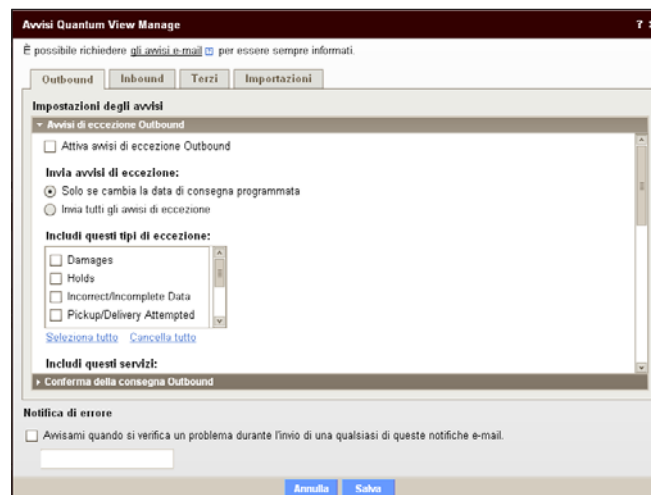 Avvisi Quantum View Manage ?
È possibile richiedere gli avvisi e-mail per essere sempre informati.
Outbound Inbound Terzi Importazioni
Impostazioni degli avvisi
Avvisi di eccezione Outbound
Attiva avvisi di eccezione Outbound
Invia avvisi di eccezione:
Solo se cambia la data di consegna programmata
Invia tutti gli avvisi di eccezione
Includi questi tipi di eccezione:
Damages
Holds
Incorrect/Incomplete Data
Pickup/Delivery Attempted
Seleziona tutto Cancella tutto
Includi questi servizi:
Conferma della consegna Outbound
Notifica di errore
Avvisami quando si verifica un problema durante l'invio di una qualsiasi di queste notifiche e-mail.
Annulla Salva